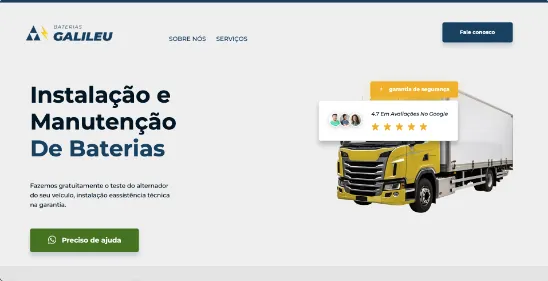 BATERIAS
GALILEU
SOBRE NÓS
SERVIÇOS
Fale conosco
Instalação e
Manutenção
De Baterias
garantia de segurança
4.7 Em Avaliações No Google
Fazemos gratuitamente o teste do alternador
do seu veículo, instalação eassistência técnica
na garantia.
Preciso de ajuda